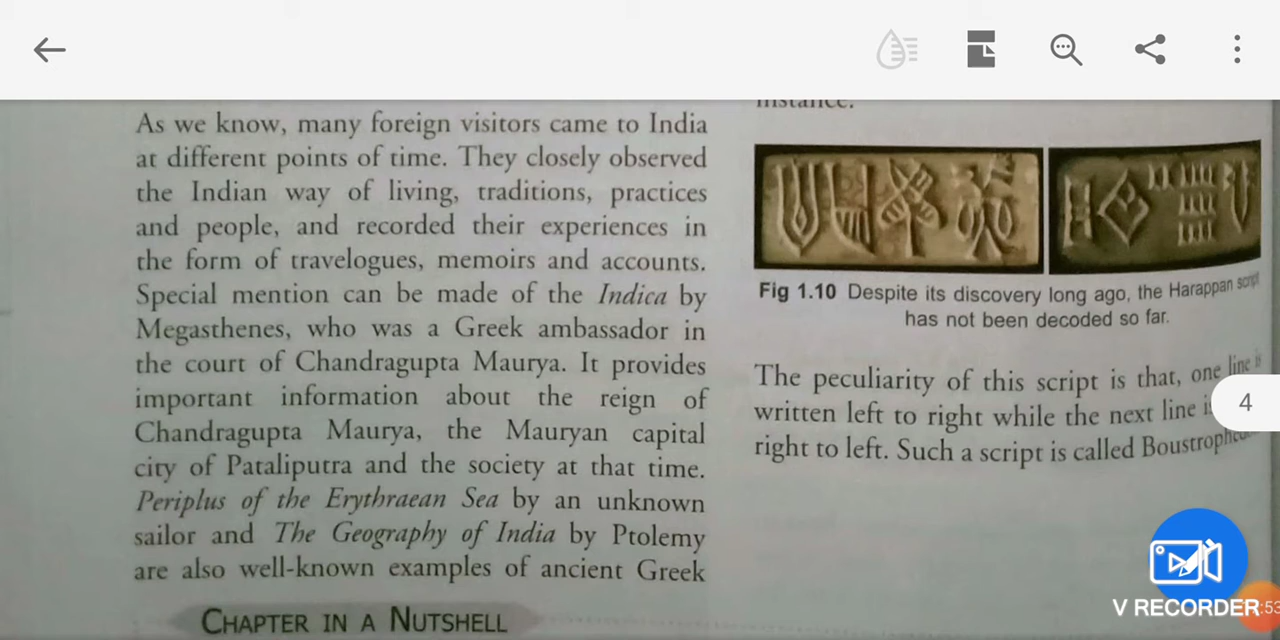 As we know, many foreign visitors came to India
at different points of time. They closely observed
the Indian way of living, traditions, practices
and people, and recorded their experiences in
the form of travelogues, memoirs and accounts.
Special mention can be made of the Indica by
Megasthenes, who was a Greek ambassador in
the court of Chandragupta Maurya. It provides
important information about the reign of
Chandragupta Maurya, the Mauryan capital
city of Pataliputra and the society at that time.
Periplus of the Erythraean Sea by an unknown
sailor and The Geography of India by Ptolemy
are also well-known examples of ancient Greek
CHAPTER IN A NUTSHELL
instance.
Fig 1.10 Despite its discovery long ago, the Harappan script
has not been decoded so far.
The peculiarity of this script is that, one line is
written left to right while the next line is
right to left. Such a script is called
4
V RECORDER
:53